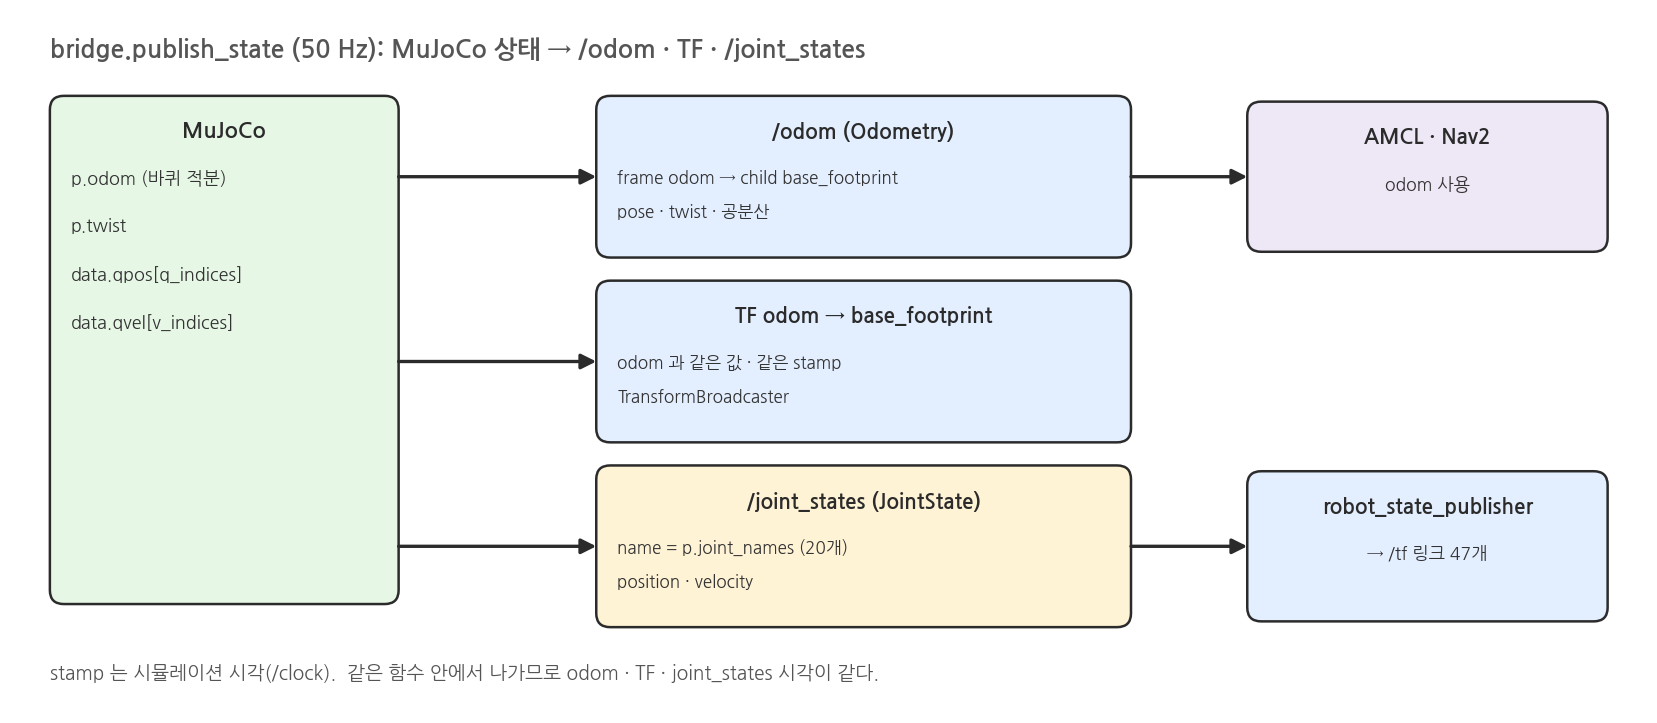 bridge.publish_state (50 Hz): MuJoCo 상태 → /odom · TF · /joint_states
MuJoCo
p.odom (바퀴 적분)
p.twist
data.qpos[q_indices]
data.qvel[v_indices]
/odom (Odometry)
frame odom → child base_footprint
pose · twist · 공분산
AMCL · Nav2
odom 사용
TF odom → base_footprint
odom 과 같은 값 · 같은 stamp
TransformBroadcaster
/joint_states (JointState)
name = p.joint_names (20개)
position · velocity
robot_state_publisher
→ /tf 링크 47개
stamp 는 시뮬레이션 시각(/clock).  같은 함수 안에서 나가므로 odom · TF · joint_states 시각이 같다.